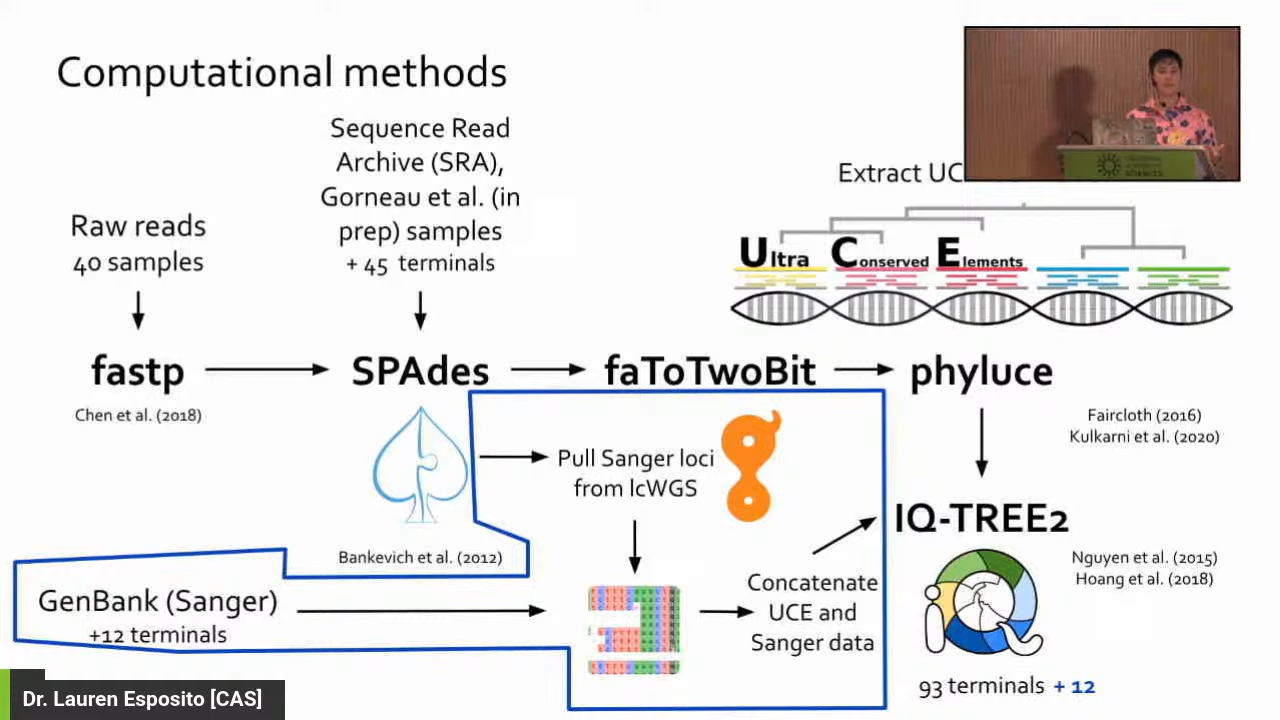 Computational methods
Sequence Read
Archive (SRA),
Gorneau et al. (in
prep) samples
+ 45 terminals
Raw reads
40 samples
Extract UC
Ultra Conserved Elements
fastp
SPAdes
faToTwoBit
phyluce
Chen et al. (2018)
Faircloth (2016)
Kulkarni et al. (2020)
Pull Sanger loci
from lcWGS
IQ-TREE2
Bankevich et al. (2012)
Nguyen et al. (2015)
Hoang et al. (2018)
GenBank (Sanger)
+12 terminals
Concatenate
UCE and
Sanger data
93 terminals + 12
Dr. Lauren Esposito [CAS]